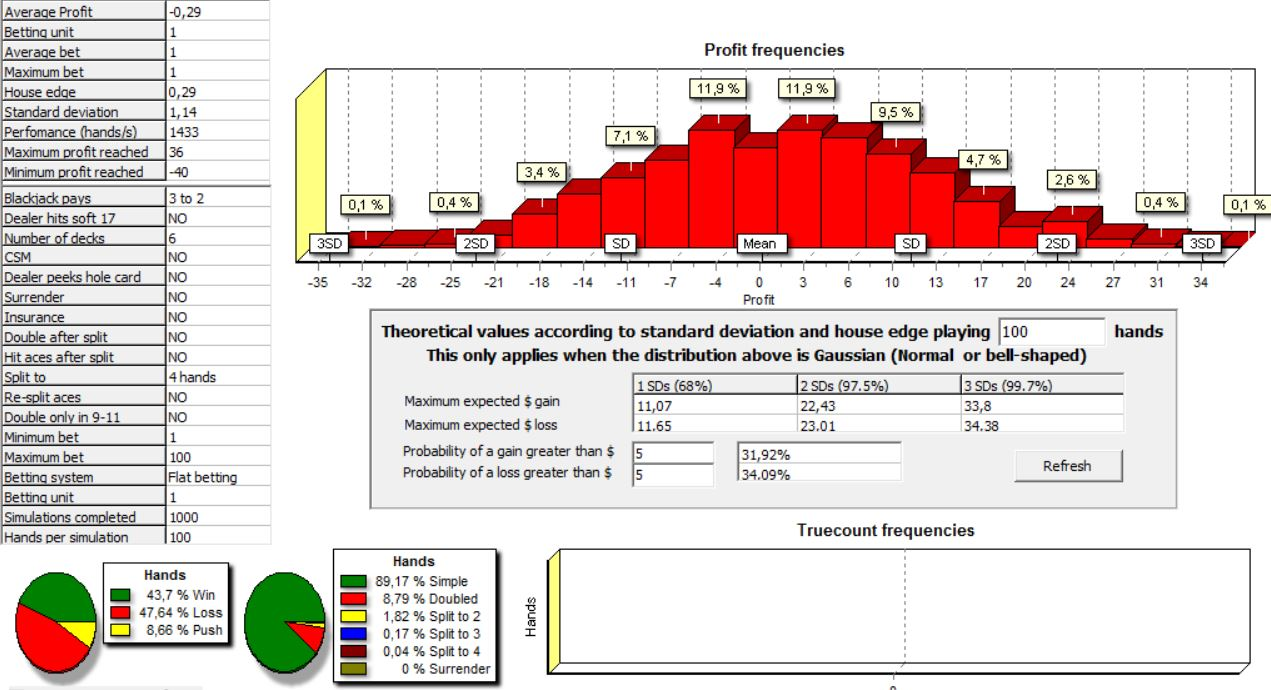 Average Profit -0,29
Betting unit 1
Average bet 1
Maximum bet 1
House edge 0,29
Standard deviation 1,14
Perfomance (hands/s) 1433
Maximum profit reached 36
Minimum profit reached -40
Blackjack pays 3 to 2
Dealer hits soft 17 NO
Number of decks 6
CSM NO
Dealer peeks hole card NO
Surrender NO
Insurance NO
Double after split NO
Hit aces after split NO
Split to 4 hands
Re-split aces NO
Double only in 9-11 NO
Minimum bet 1
Maximum bet 100
Betting system Flat betting
Betting unit 1
Simulations completed 1000
Hands per simulation 100
Profit frequencies
11,9 % 11,9 %
9,5 %
7,1 %
4,7 %
3,4 %
2,6 %
0,1 % 0,4 % 0,4 % 0,1 %
3SD 2SD SD Mean SD 2SD 3SD
-35 -32 -28 -25 -21 -18 -14 -11 -7 -4 0 3 6 10 13 17 20 24 27 31 34
Profit
Theoretical values according to standard deviation and house edge playing 100 hands
This only applies when the distribution above is Gaussian (Normal or bell-shaped)
1 SDs (68%) 2 SDs (97.5%) 3 SDs (99.7%)
Maximum expected $ gain 11,07 22,43 33,8
Maximum expected $ loss 11.65 23.01 34.38
Probability of a gain greater than $ 5 31,92%
Probability of a loss greater than $ 5 34.09%
Refresh
Truecount frequencies
Hands
0
Hands
43,7 % Win
47,64 % Loss
8,66 % Push
Hands
89,17 % Simple
8,79 % Doubled
1,82 % Split to 2
0,17 % Split to 3
0,04 % Split to 4
0 % Surrender